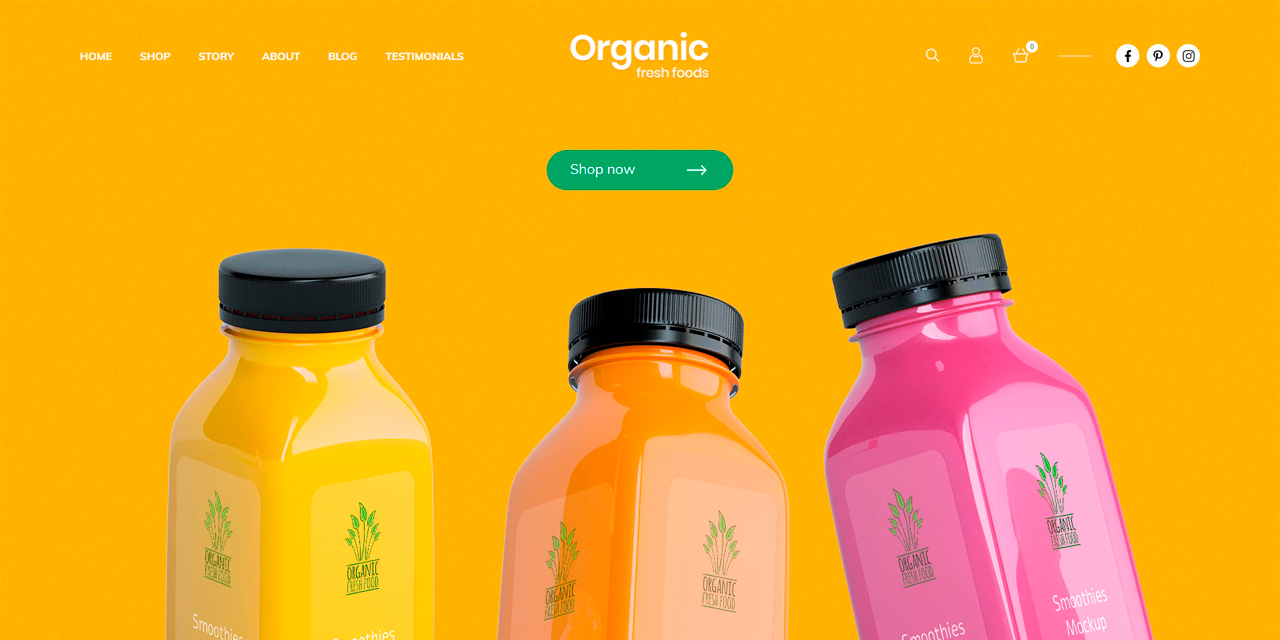 HOME SHOP STORY ABOUT BLOG TESTIMONIALS
Organic
fresh foods
0
Shop now
ORGANIC
FRESH FOOD
Smoothies
ORGANIC
FRESH FOOD
Smoothies
ORGANIC
FRESH FOOD
ORGANIC
FRESH FOOD
ORGANIC
FRESH FOOD
Smoothies
ORGANIC
FRESH FOOD
Smoothies
Mockup